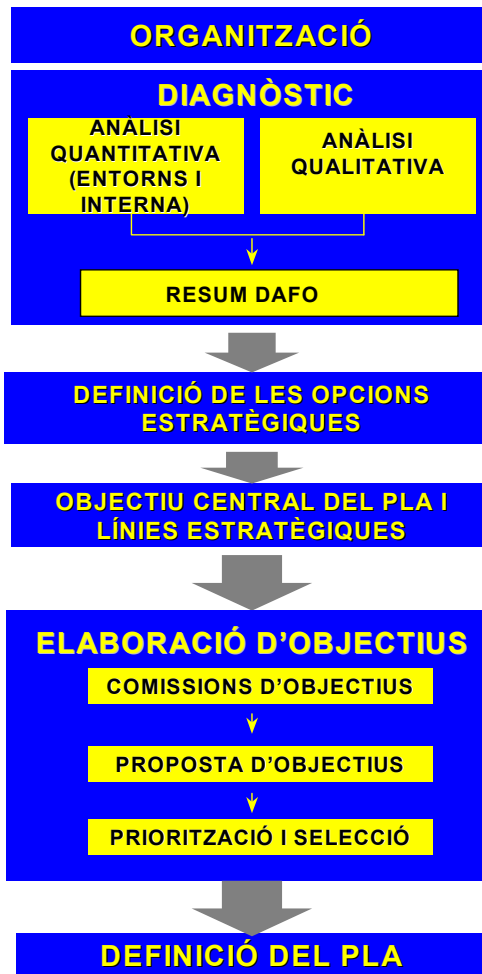 ORGANITZACIÓ
DIAGNÒSTIC
ANÀLISI
QUANTITATIVA
(ENTORNS I
INTERNA)
ANÀLISI
QUALITATIVA
RESUM DAFO
DEFINICIÓ DE LES OPCIONS
ESTRATÈGIQUES
OBJECTIU CENTRAL DEL PLA I
LÍNIES ESTRATÈGIQUES
ELABORACIÓ D’OBJECTIUS
COMISSIONS D’OBJECTIUS
PROPOSTA D’OBJECTIUS
PRIORITZACIÓ I SELECCIÓ
DEFINICIÓ DEL PLA